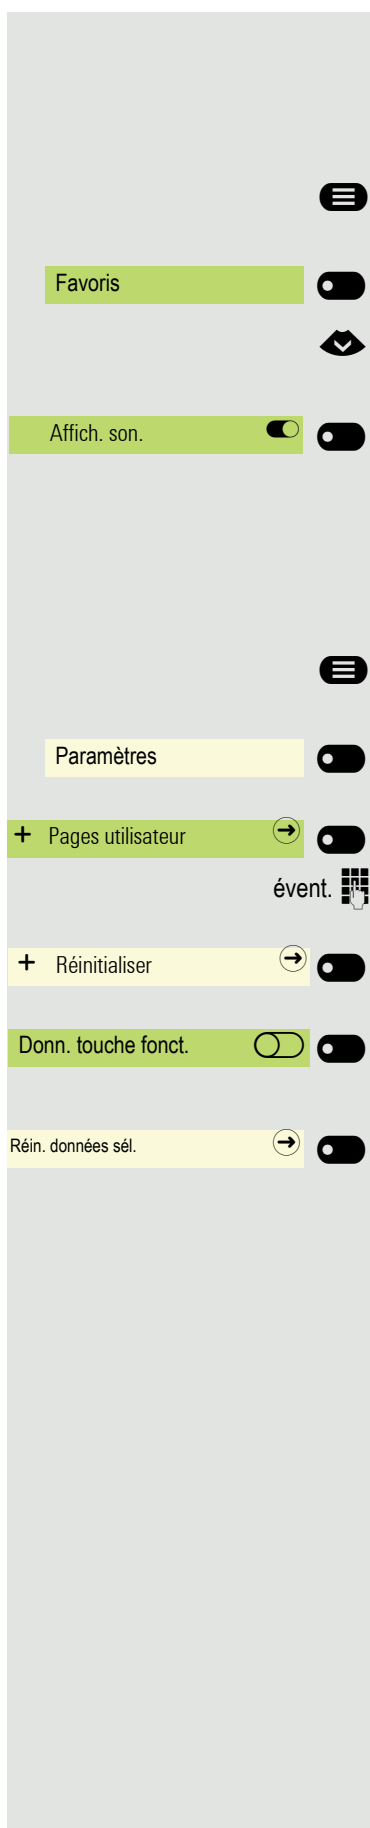 Favoris
Affich. son.
Paramètres
+ Pages utilisateur
évent.
+ Réinitialiser
Donn. touche fonct.
Réin. données sél.